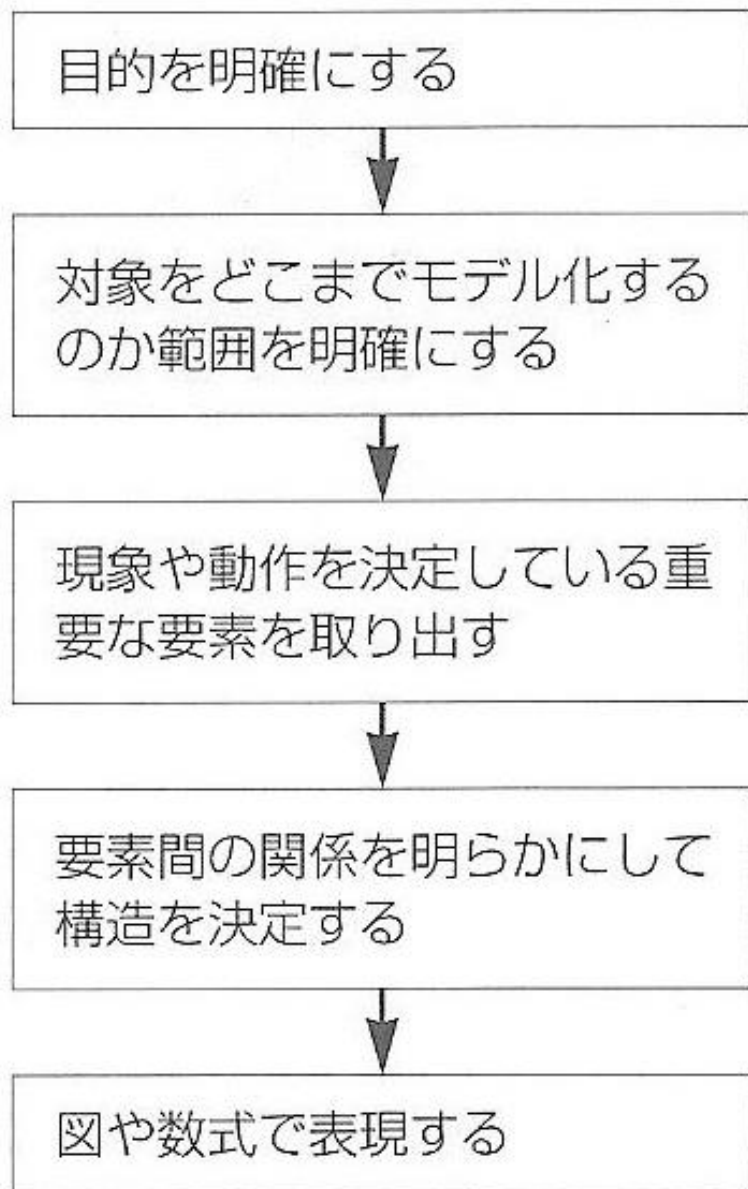 目的を明確にする
対象をどこまでモデル化する
のか範囲を明確にする
現象や動作を決定している重
要な要素を取り出す
要素間の関係を明らかにして
構造を決定する
図や数式で表現する